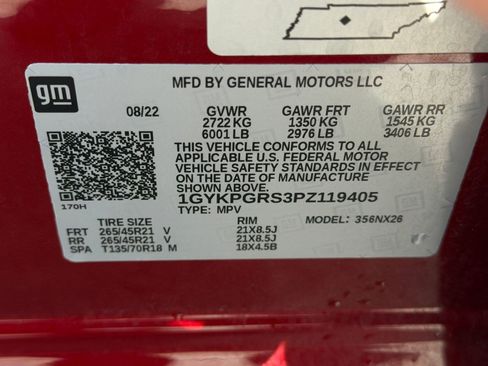 gm
MFD BY GENERAL MOTORS LLC
08/22 GVWR GAWR FRT GAWR RR
2722 KG 1350 KG 1545 KG
6001 LB 2976 LB 3406 LB
THIS VEHICLE CONFORMS TO ALL
APPLICABLE U.S. FEDERAL MOTOR
VEHICLE SAFETY STANDARDS IN EFFECT ON
THE DATE OF MANUFACTURE
SHOWN ABOVE.
170H 1GYKPGRS3PZ119405
TYPE: MPV MODEL: 356NX26
TIRE SIZE RIM
FRT 265/45R21 V 21X8.5J
RR 265/45R21 V 21X8.5J
SPA T135/70R18 M 18X4.5B